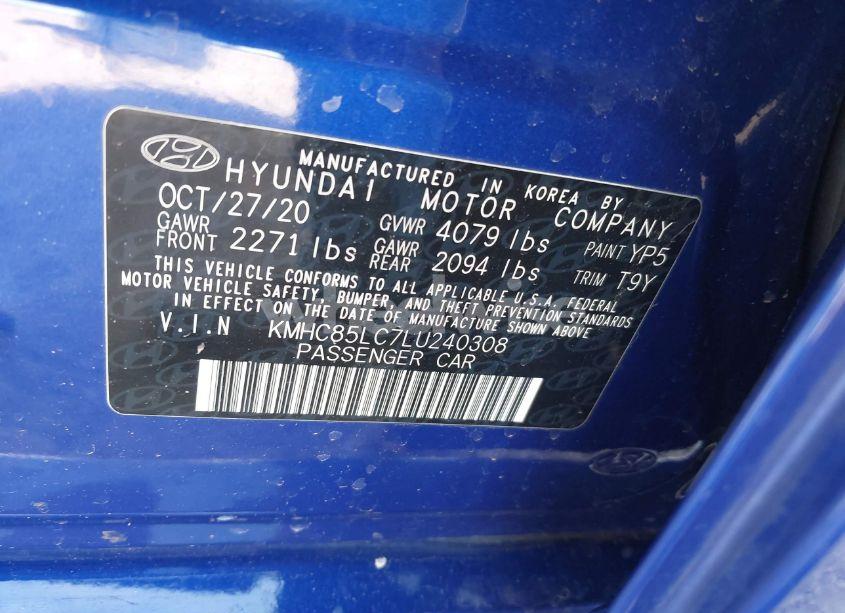 MANUFACTURED IN KOREA BY
HYUNDAI MOTOR COMPANY
OCT/27/20 GVWR 4079 lbs PAINT YP5
GAWR FRONT 2271 lbs GAWR REAR 2094 lbs TRIM T9Y
THIS VEHICLE CONFORMS TO ALL APPLICABLE U.S.A. FEDERAL
MOTOR VEHICLE SAFETY, BUMPER, AND THEFT PREVENTION STANDARDS
IN EFFECT ON THE DATE OF MANUFACTURE SHOWN ABOVE
V.I.N KMHC85LC7LU240308
PASSENGER CAR